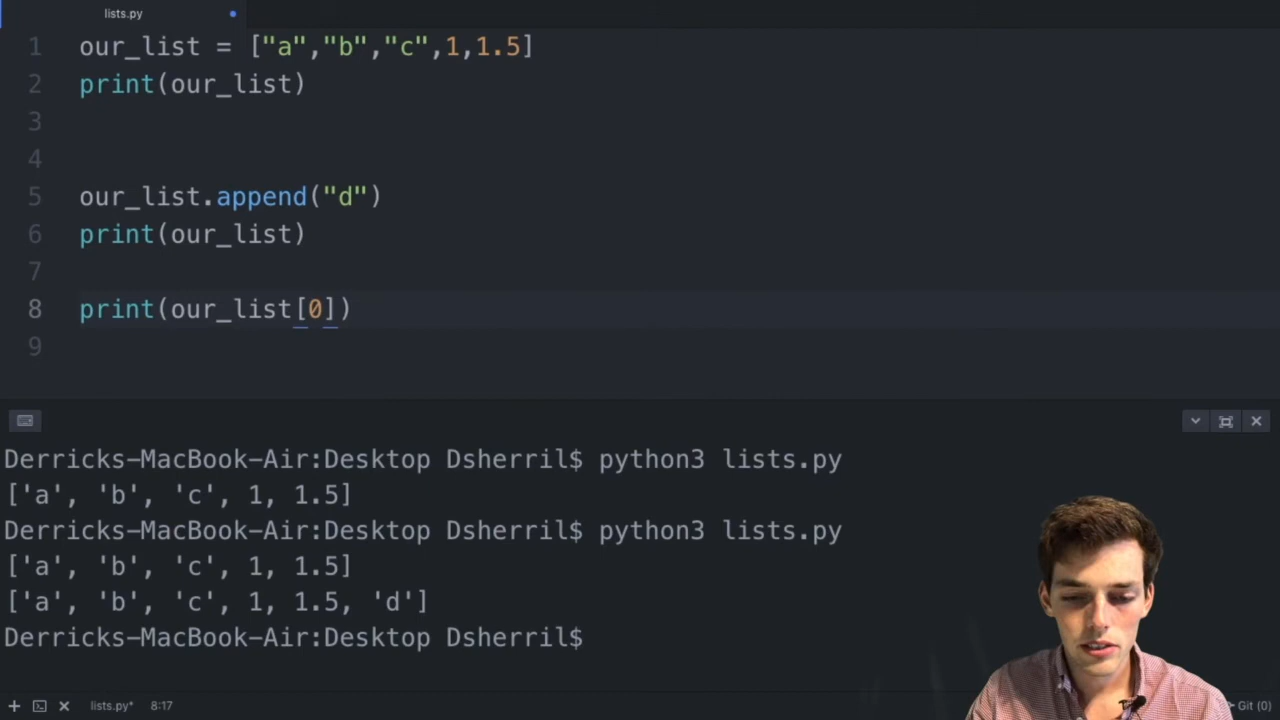 lists.py
1 our_list = ["a","b","c",1,1.5]
2 print(our_list)
3
4
5 our_list.append("d")
6 print(our_list)
7
8 print(our_list[0])
9
Derricks-MacBook-Air:Desktop Dsherril$ python3 lists.py
['a', 'b', 'c', 1, 1.5]
Derricks-MacBook-Air:Desktop Dsherril$ python3 lists.py
['a', 'b', 'c', 1, 1.5]
['a', 'b', 'c', 1, 1.5, 'd']
Derricks-MacBook-Air:Desktop Dsherril$
lists.py* 8:17 Git (0)